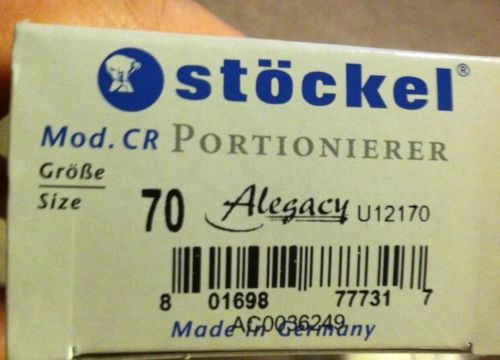 stöckel®
Mod. CR PORTIONIERER
Größe
Size 70 Alegacy U12170
8 01698 77731 7
AC0036249
Made in Germany